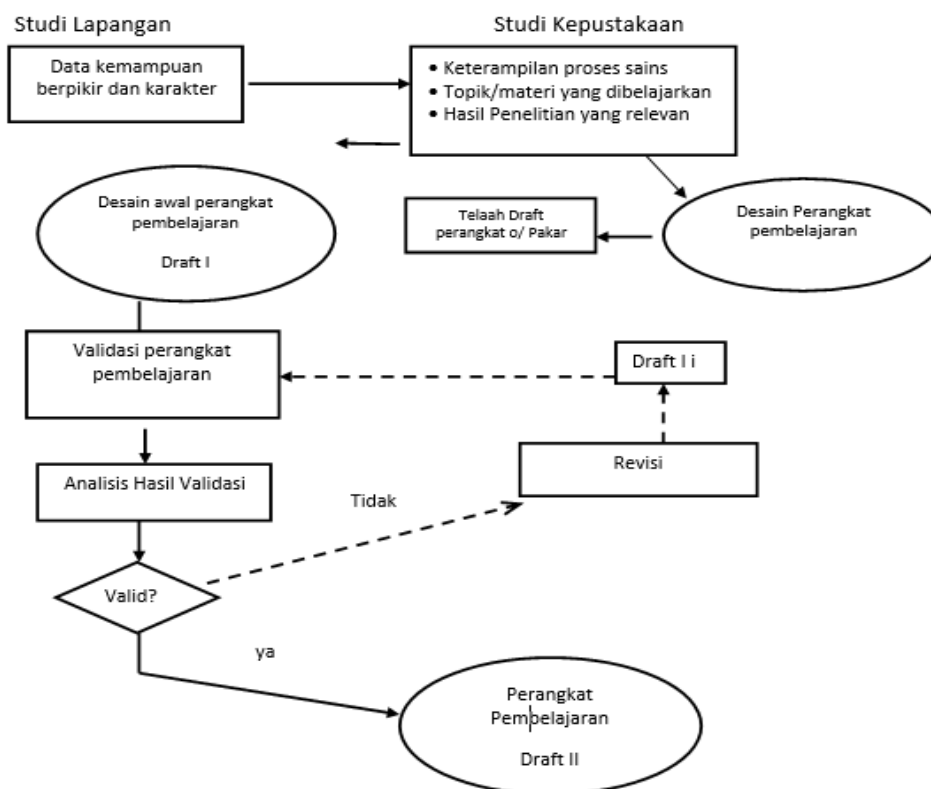 Studi Lapangan
Studi Kepustakaan
Data kemampuan
berpikir dan karakter
• Keterampilan proses sains
• Topik/materi yang dibelajarkan
• Hasil Penelitian yang relevan
Desain awal perangkat
pembelajaran
Draft I
Telaah Draft
perangkat o/ Pakar
Desain Perangkat
pembelajaran
Validasi perangkat
pembelajaran
Draft I i
Revisi
Analisis Hasil Validasi
Tidak
Valid?
ya
Perangkat
Pembelajaran
Draft II